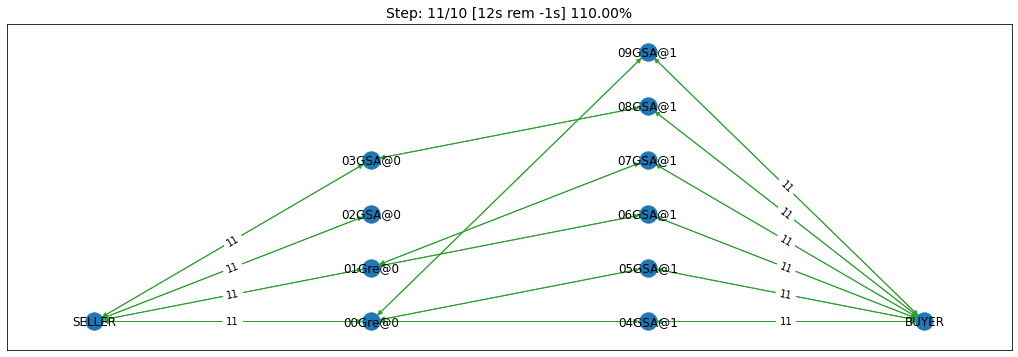 Step: 11/10 [12s rem -1s] 110.00%
09GSA@1
08GSA@1
03GSA@0
07GSA@1
11
02GSA@0
06GSA@1
11
11
11
11
01Gre@0
05GSA@1
11
11
11
SELLER
11
00Gre@0
04GSA@1
11
BUYER